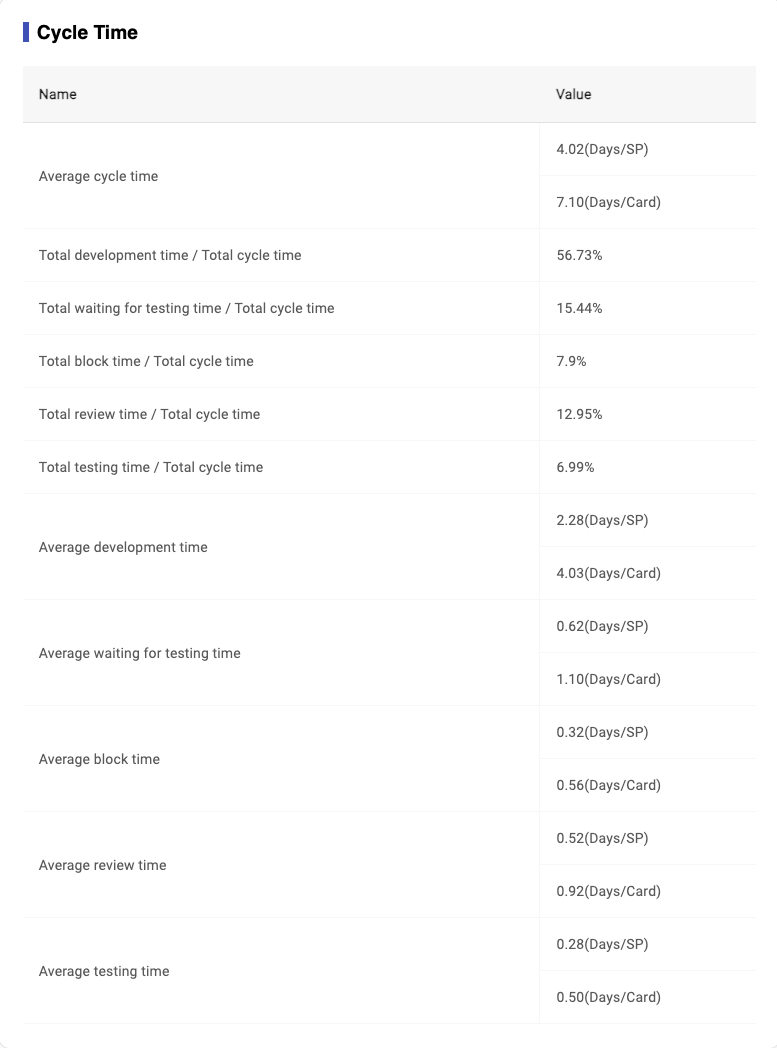 Cycle Time
Name Value
Average cycle time
4.02(Days/SP)
7.10(Days/Card)
Total development time / Total cycle time 56.73%
Total waiting for testing time / Total cycle time 15.44%
Total block time / Total cycle time 7.9%
Total review time / Total cycle time 12.95%
Total testing time / Total cycle time 6.99%
Average development time
2.28(Days/SP)
4.03(Days/Card)
Average waiting for testing time
0.62(Days/SP)
1.10(Days/Card)
Average block time
0.32(Days/SP)
0.56(Days/Card)
Average review time
0.52(Days/SP)
0.92(Days/Card)
Average testing time
0.28(Days/SP)
0.50(Days/Card)